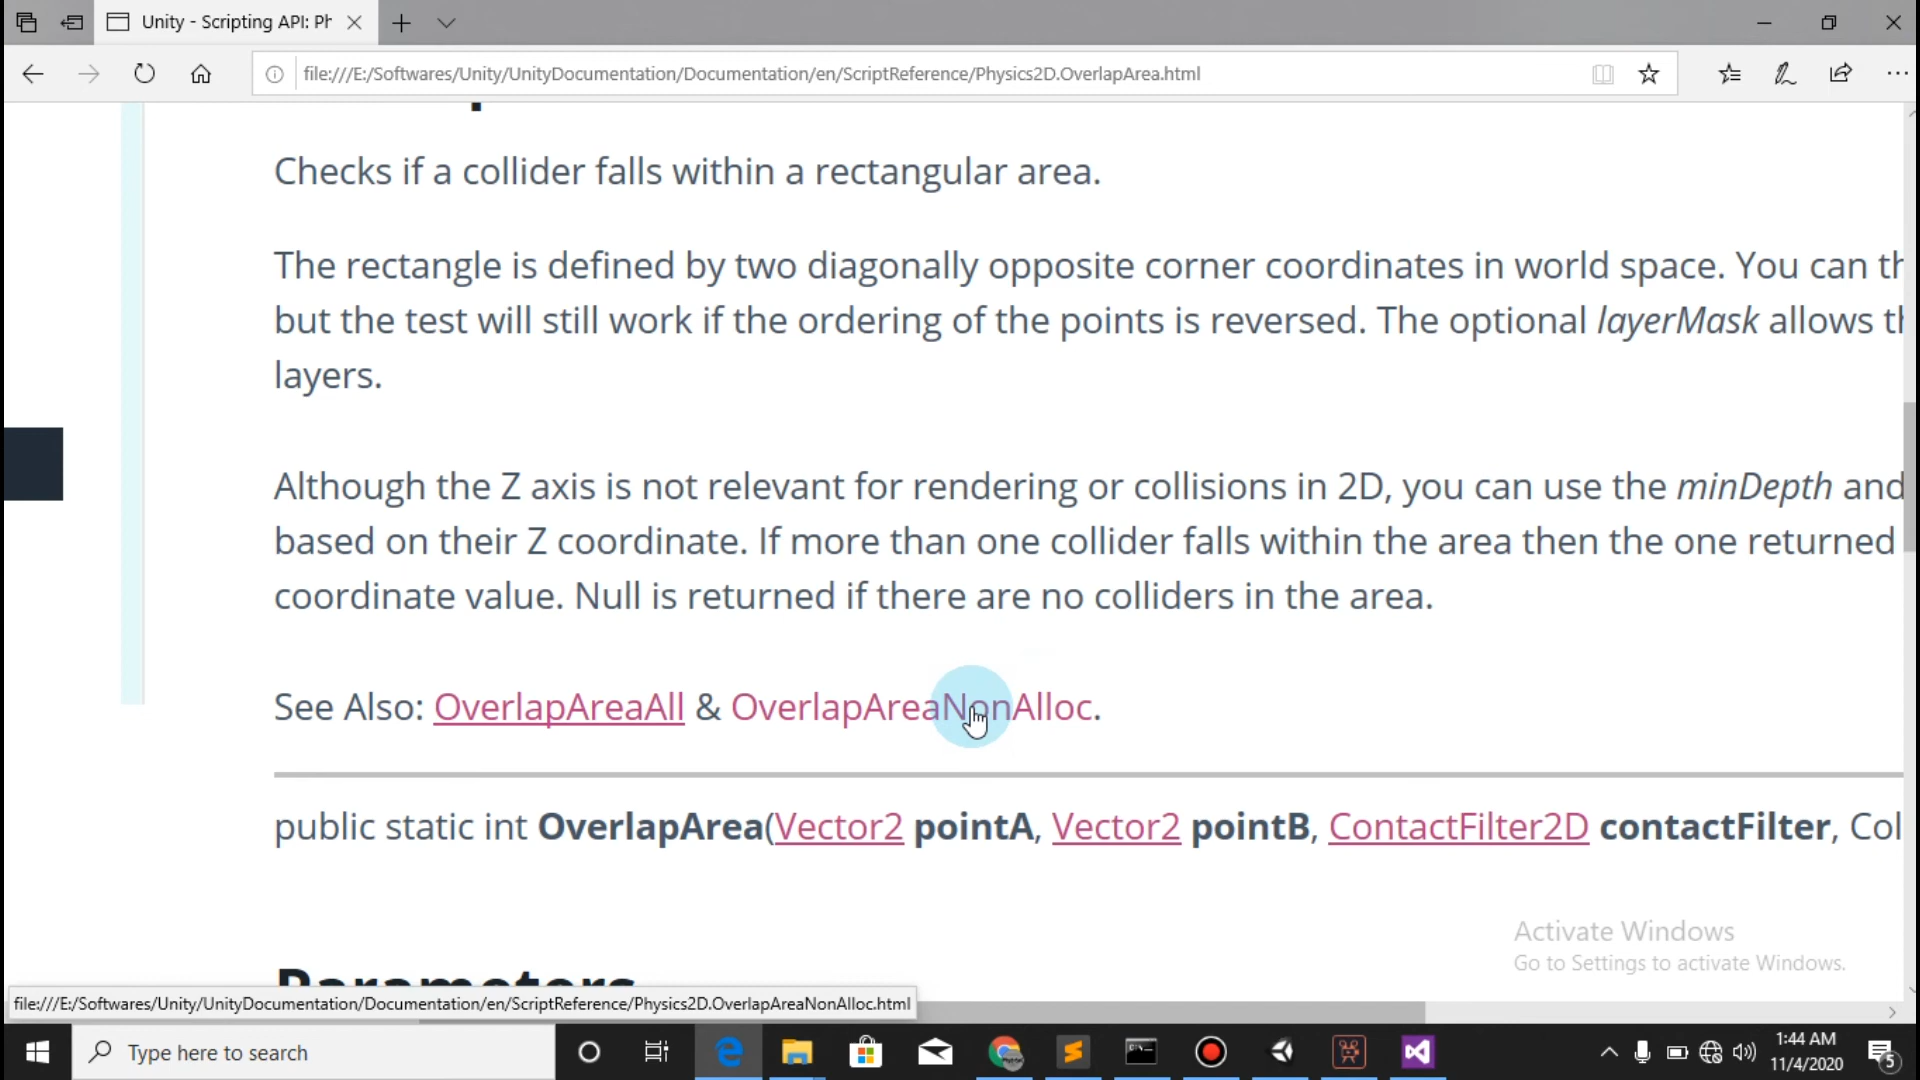 Unity - Scripting API: Ph
file:///E:/Softwares/Unity/UnityDocumentation/Documentation/en/ScriptReference/Physics2D.OverlapArea.html
Checks if a collider falls within a rectangular area.
The rectangle is defined by two diagonally opposite corner coordinates in world space. You can th
but the test will still work if the ordering of the points is reversed. The optional layerMask allows th
layers.
Although the Z axis is not relevant for rendering or collisions in 2D, you can use the minDepth and
based on their Z coordinate. If more than one collider falls within the area then the one returned
coordinate value. Null is returned if there are no colliders in the area.
See Also: OverlapAreaAll & OverlapAreaNonAlloc.
public static int OverlapArea(Vector2 pointA, Vector2 pointB, ContactFilter2D contactFilter, Col
Activate Windows
Go to Settings to activate Windows.
Parameters
file:///E:/Softwares/Unity/UnityDocumentation/Documentation/en/ScriptReference/Physics2D.OverlapAreaNonAlloc.html
Type here to search
1:44 AM
11/4/2020
5